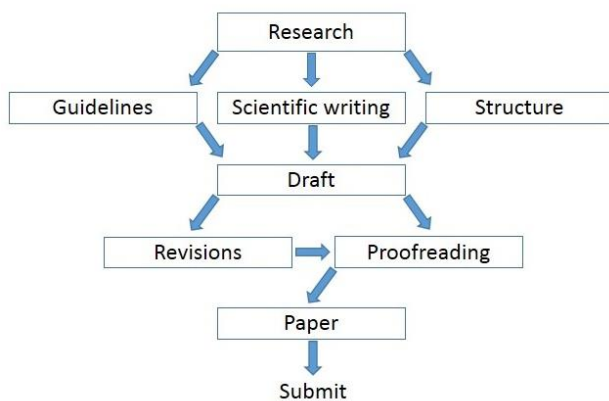 Research
Guidelines
Scientific writing
Structure
Draft
Revisions
Proofreading
Paper
Submit